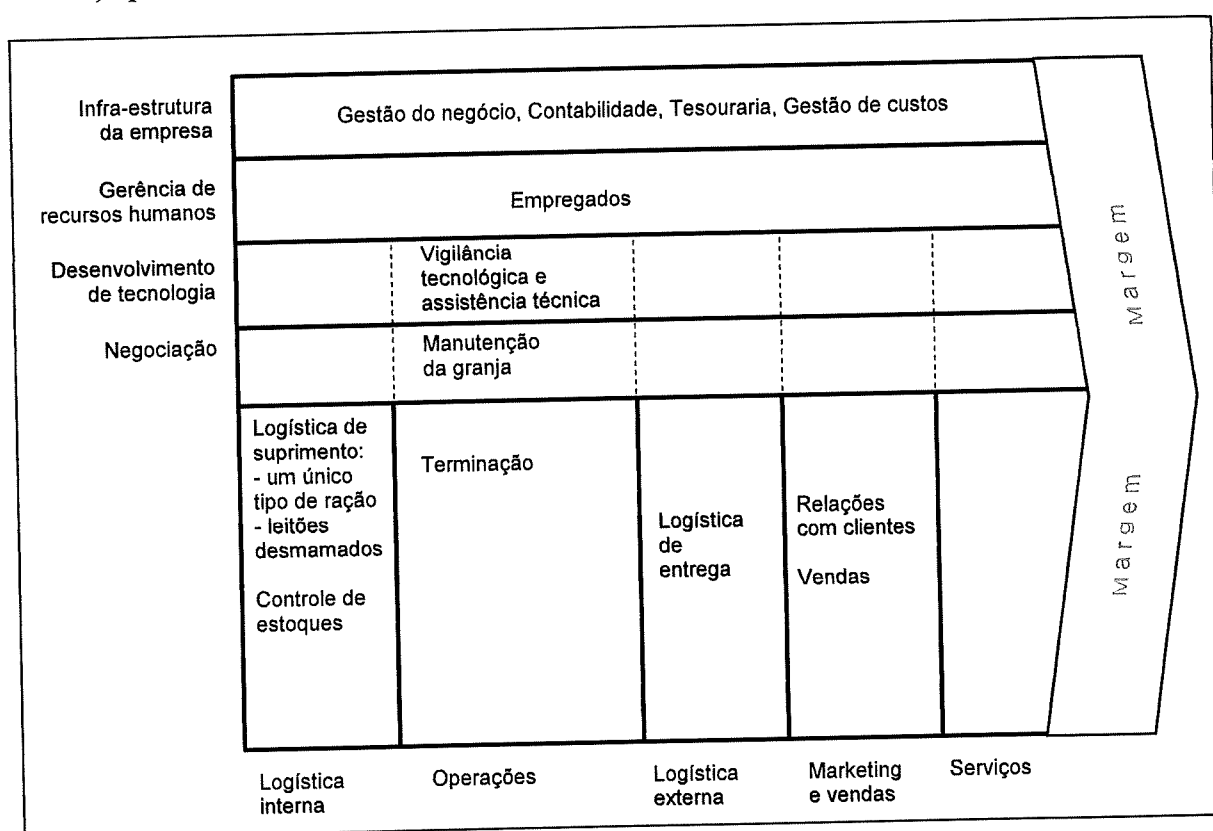 Infra-estrutura
da empresa
Gestão do negócio, Contabilidade, Tesouraria, Gestão de custos
Gerência de
recursos humanos
Empregados
Desenvolvimento
de tecnologia
Vigilância
tecnológica e
assistência técnica
Negociação
Manutenção
da granja
Margem
Logística de
suprimento:
- um único
tipo de ração
- leitões
desmamados
Controle de
estoques
Terminação
Logística
de
entrega
Relações
com clientes
Vendas
Margem
Logística
interna
Operações
Logística
externa
Marketing
e vendas
Serviços